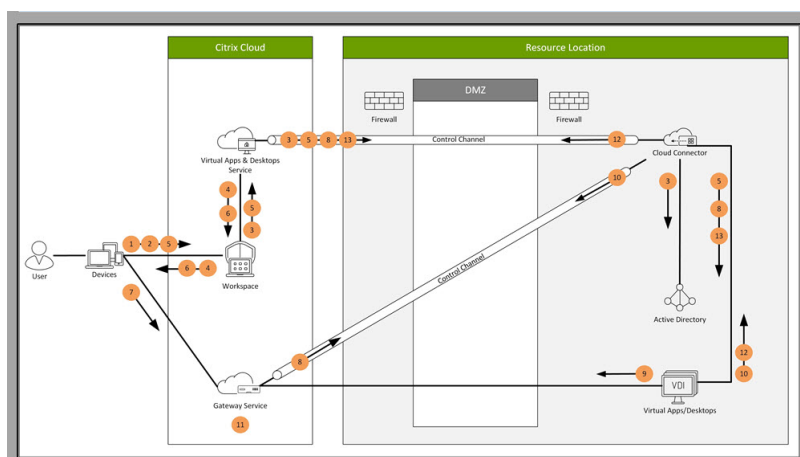 Citrix Cloud
Resource Location
DMZ
Firewall
Firewall
3 5 8 13
Control Channel
12
Virtual Apps & Desktops
Service
Cloud Connector
4
6
5
3
10
3
5
8
13
1 2 5
User
Devices
6 4
Workspace
Control Channel
7
Active Directory
8
9
12
10
VDI
Gateway Service
Virtual Apps/Desktops
11